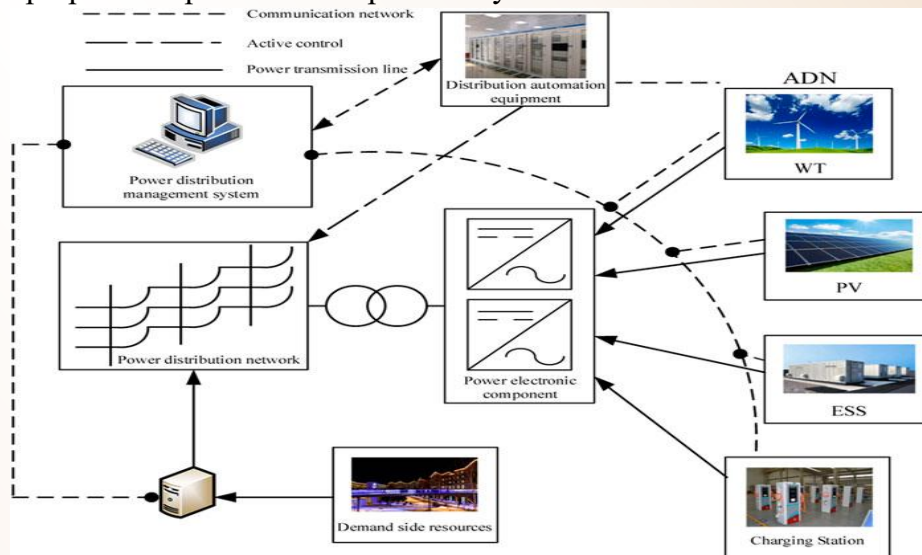 Communication network
Active control
Power transmission line
Distribution automation
equipment
ADN
WT
Power distribution
management system
PV
Power distribution network
Power electronic
component
ESS
Demand side resources
Charging Station